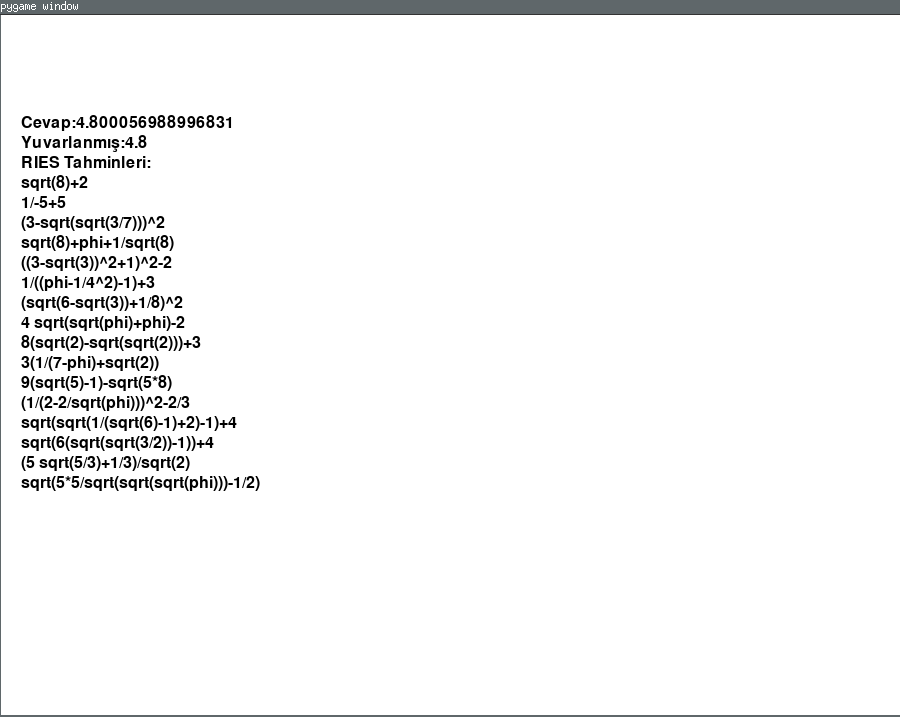 pygame window
Cevap:4.800056988996831
Yuvarlanmış:4.8
RIES Tahminleri:
sqrt(8)+2
1/-5+5
(3-sqrt(sqrt(3/7)))^2
sqrt(8)+phi+1/sqrt(8)
((3-sqrt(3))^2+1)^2-2
1/((phi-1/4^2)-1)+3
(sqrt(6-sqrt(3))+1/8)^2
4 sqrt(sqrt(phi)+phi)-2
8(sqrt(2)-sqrt(sqrt(2)))+3
3(1/(7-phi)+sqrt(2))
9(sqrt(5)-1)-sqrt(5*8)
(1/(2-2/sqrt(phi)))^2-2/3
sqrt(sqrt(1/(sqrt(6)-1)+2)-1)+4
sqrt(6(sqrt(sqrt(3/2))-1))+4
(5 sqrt(5/3)+1/3)/sqrt(2)
sqrt(5*5/sqrt(sqrt(sqrt(phi)))-1/2)